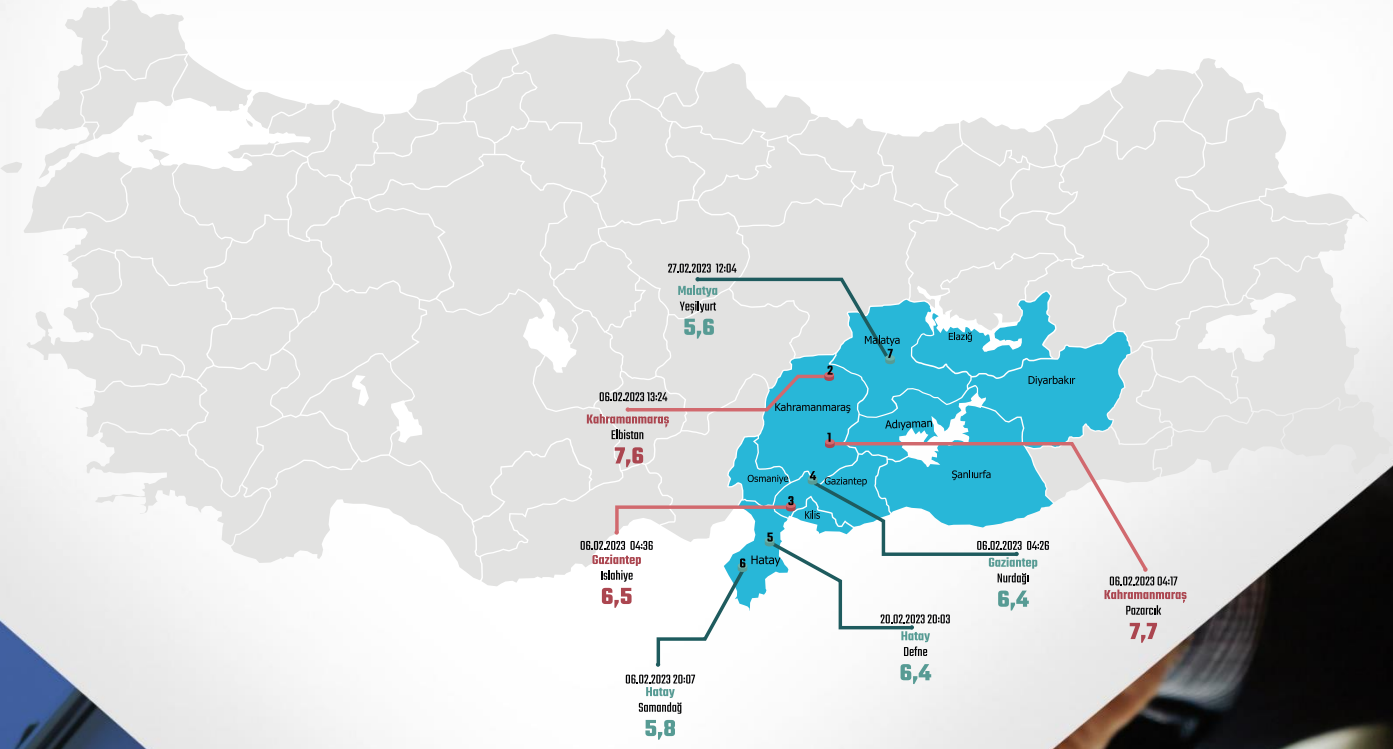 27.02.2023 12:04
Malatya
Yeşilyurt
5,6
Malatya
7
Elazığ
2
Diyarbakır
06.02.2023 13:24
Kahramanmaraş
Elbistan
7,6
Kahramanmaraş
Adıyaman
1
Osmaniye
4
Gaziantep
Şanlıurfa
3
Kilis
06.02.2023 04:36
Gaziantep
Islahiye
6,5
5
Hatay
6
06.02.2023 04:26
Gaziantep
Nurdağı
6,4
06.02.2023 04:17
Kahramanmaraş
Pazarcık
7,7
20.02.2023 20:03
Hatay
Defne
6,4
06.02.2023 20:07
Hatay
Samandağ
5,8